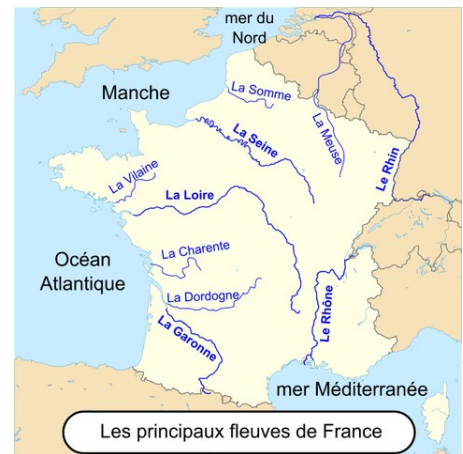 mer du
Nord
Manche
La Somme
La Seine
La Meuse
Le Rhin
La Vilaine
La Loire
Océan
Atlantique
La Charente
La Dordogne
La Garonne
Le Rhône
mer Méditerranée
Les principaux fleuves de France